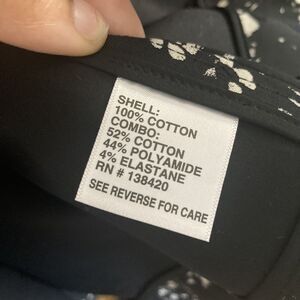 SHELL:
100% COTTON
COMBO:
52% COTTON
44% POLYAMIDE
4% ELASTANE
RN # 138420
SEE REVERSE FOR CARE